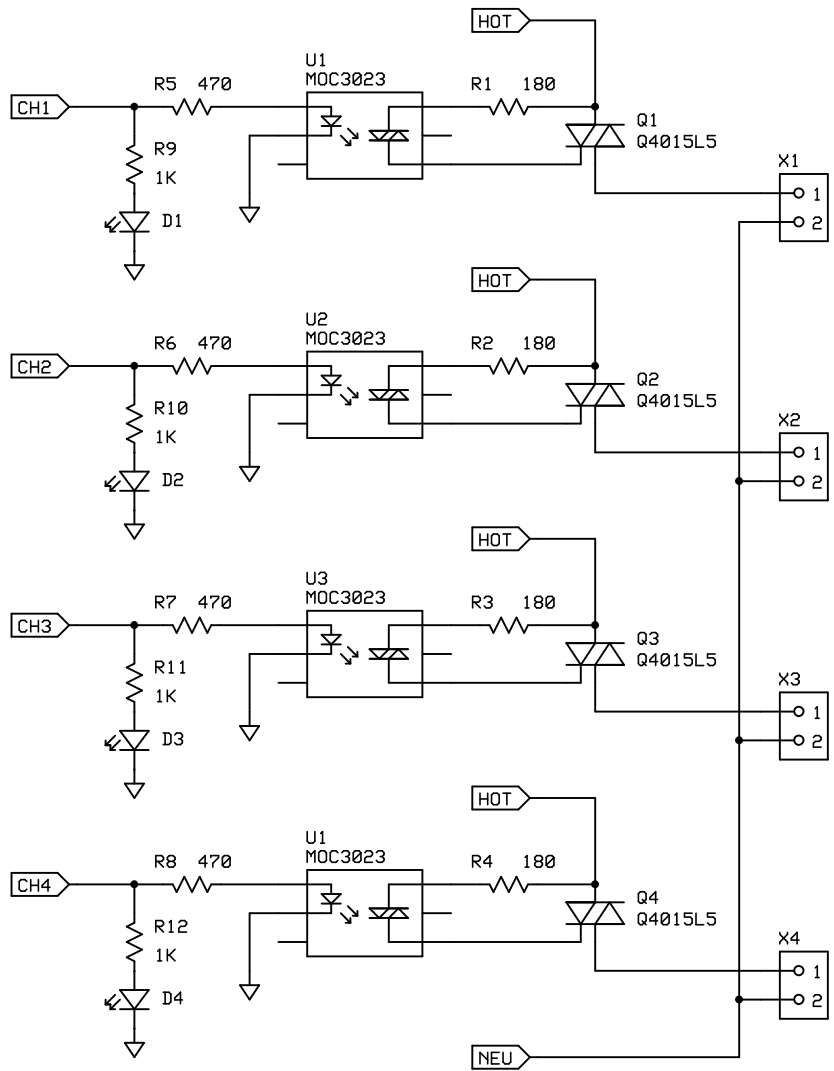 HOT
U1
MOC3023
R5 470
R1 180
CH1
Q1
Q4015L5
R9
1K
X1
1
D1
2
HOT
U2
MOC3023
R6 470
R2 180
CH2
Q2
Q4015L5
R10
1K
X2
1
D2
2
HOT
U3
MOC3023
R7 470
R3 180
CH3
Q3
Q4015L5
R11
1K
X3
1
D3
2
HOT
U1
MOC3023
R8 470
R4 180
CH4
Q4
Q4015L5
R12
1K
X4
1
D4
2
NEU